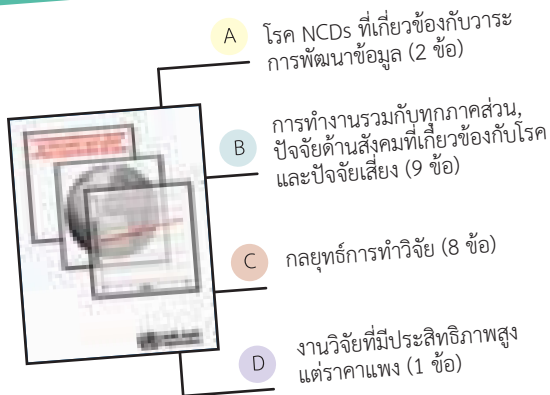 A
โรค NCDs ที่เกี่ยวข้องกับวาระ
การพัฒนาข้อมูล (2 ข้อ)
B
การทำงานรวมกับทุกภาคส่วน,
ปัจจัยด้านสังคมที่เกี่ยวข้องกับโรค
และปัจจัยเสี่ยง (9 ข้อ)
C
กลยุทธ์การทำวิจัย (8 ข้อ)
D
งานวิจัยที่มีประสิทธิภาพสูง
แต่ราคาแพง (1 ข้อ)